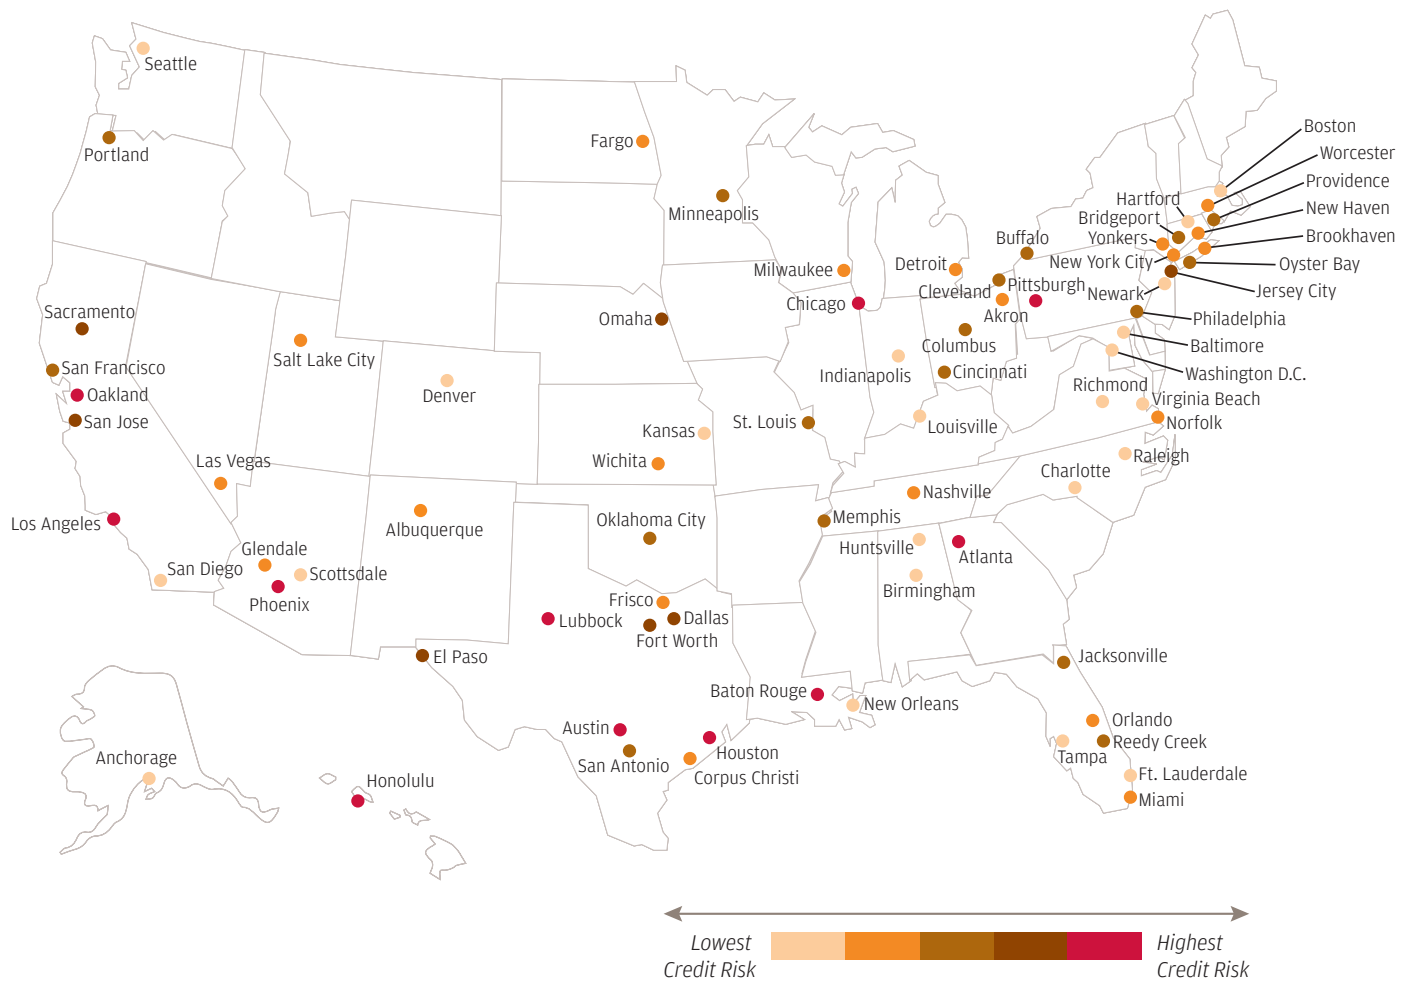 Seattle
Portland
Fargo
Minneapolis
Milwaukee
Chicago
Detroit
Buffalo
Cleveland
Pittsburgh
Akron
Columbus
Cincinnati
Indianapolis
Louisville
Boston
Worcester
Providence
Hartford
New Haven
Bridgeport
Brookhaven
Yonkers
New York City
Oyster Bay
Newark
Jersey City
Philadelphia
Baltimore
Washington D.C.
Richmond
Virginia Beach
Norfolk
Raleigh
Charlotte
Sacramento
San Francisco
Oakland
San Jose
Salt Lake City
Denver
Omaha
Kansas
Wichita
St. Louis
Las Vegas
Los Angeles
San Diego
Glendale
Scottsdale
Phoenix
Albuquerque
Oklahoma City
Nashville
Memphis
Huntsville
Atlanta
Birmingham
Frisco
Dallas
Fort Worth
Lubbock
El Paso
Baton Rouge
New Orleans
Austin
San Antonio
Houston
Corpus Christi
Jacksonville
Orlando
Reedy Creek
Tampa
Ft. Lauderdale
Miami
Anchorage
Honolulu
Lowest
Credit Risk
Highest
Credit Risk